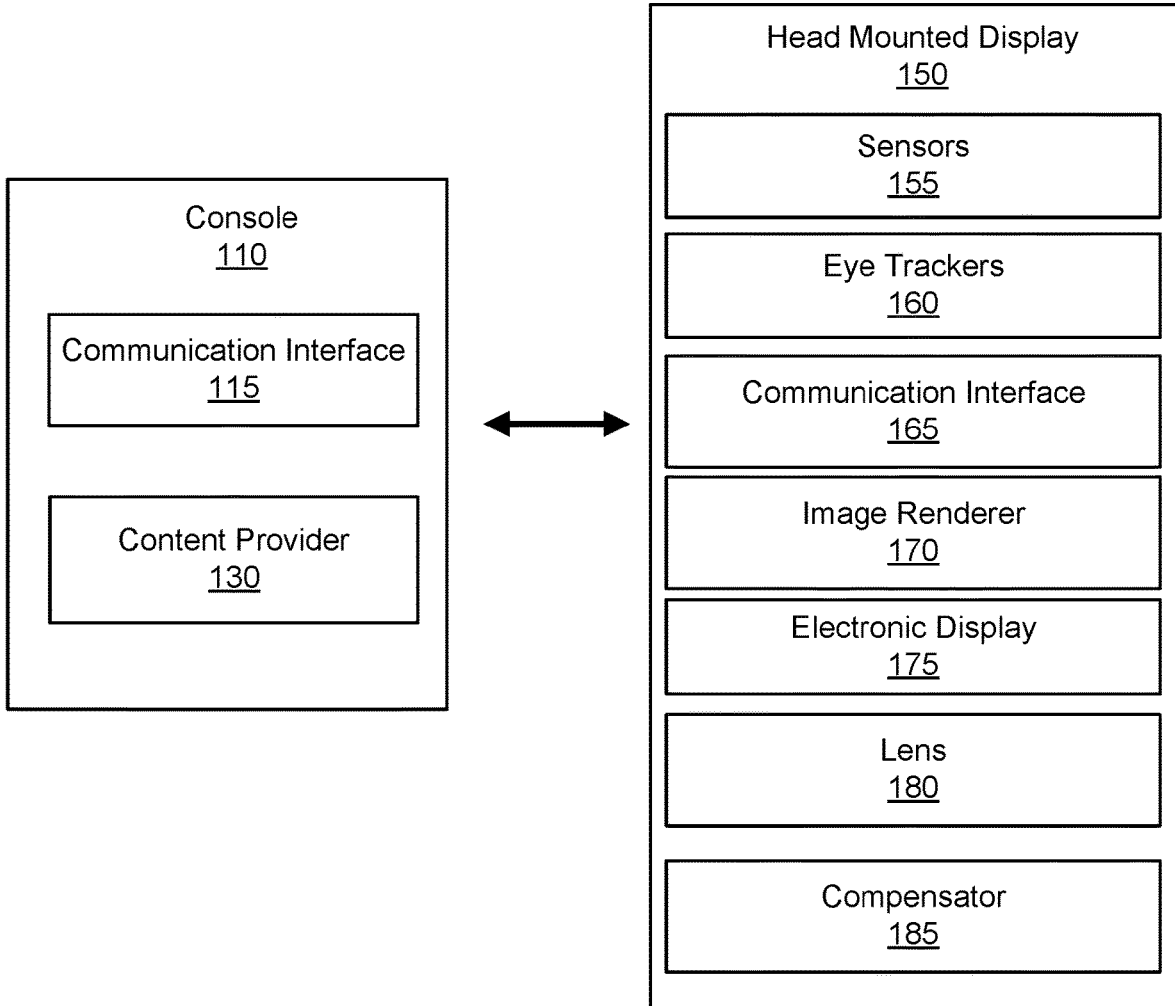 Console
110
Communication Interface
115
Content Provider
130
Head Mounted Display
150
Sensors
155
Eye Trackers
160
Communication Interface
165
Image Renderer
170
Electronic Display
175
Lens
180
Compensator
185